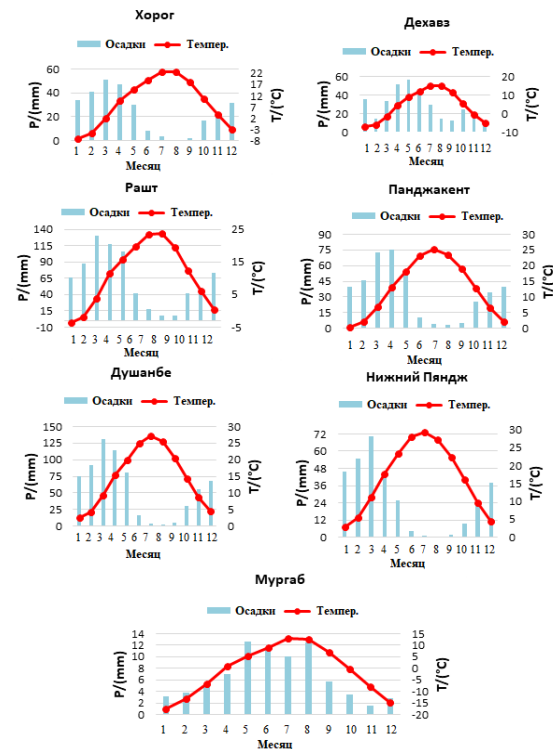 Хорог
Осадки Темпер.
P/(mm)
60
40
20
0
22
17
12
7
2
-3
-8
T/(°C)
1 2 3 4 5 6 7 8 9 10 11 12
Месяц
Дехавз
Осадки Темпер.
P/(mm)
60
40
20
0
20
10
0
-10
T/(°C)
1 2 3 4 5 6 7 8 9 10 11 12
Месяц
Рашт
Осадки Темпер.
P/(mm)
140
115
90
65
40
15
-10
25
15
5
-5
T/(°C)
1 2 3 4 5 6 7 8 9 10 11 12
Месяц
Панджакент
Осадки Темпер.
P/(mm)
90
75
60
45
30
15
0
30
25
20
15
10
5
0
T/(°C)
1 2 3 4 5 6 7 8 9 10 11 12
Месяц
Душанбе
Осадки Темпер.
P/(mm)
150
125
100
75
50
25
0
30
25
20
15
10
5
0
T/(°C)
1 2 3 4 5 6 7 8 9 10 11 12
Месяц
Нижний Пяндж
Осадки Темпер.
P/(mm)
72
60
48
36
24
12
0
30
25
20
15
10
5
0
T/(°C)
1 2 3 4 5 6 7 8 9 10 11 12
Месяц
Мургаб
Осадки Темпер.
P/(mm)
14
12
10
8
6
4
2
0
15
10
5
0
-5
-10
-15
-20
T/(°C)
1 2 3 4 5 6 7 8 9 10 11 12
Месяц